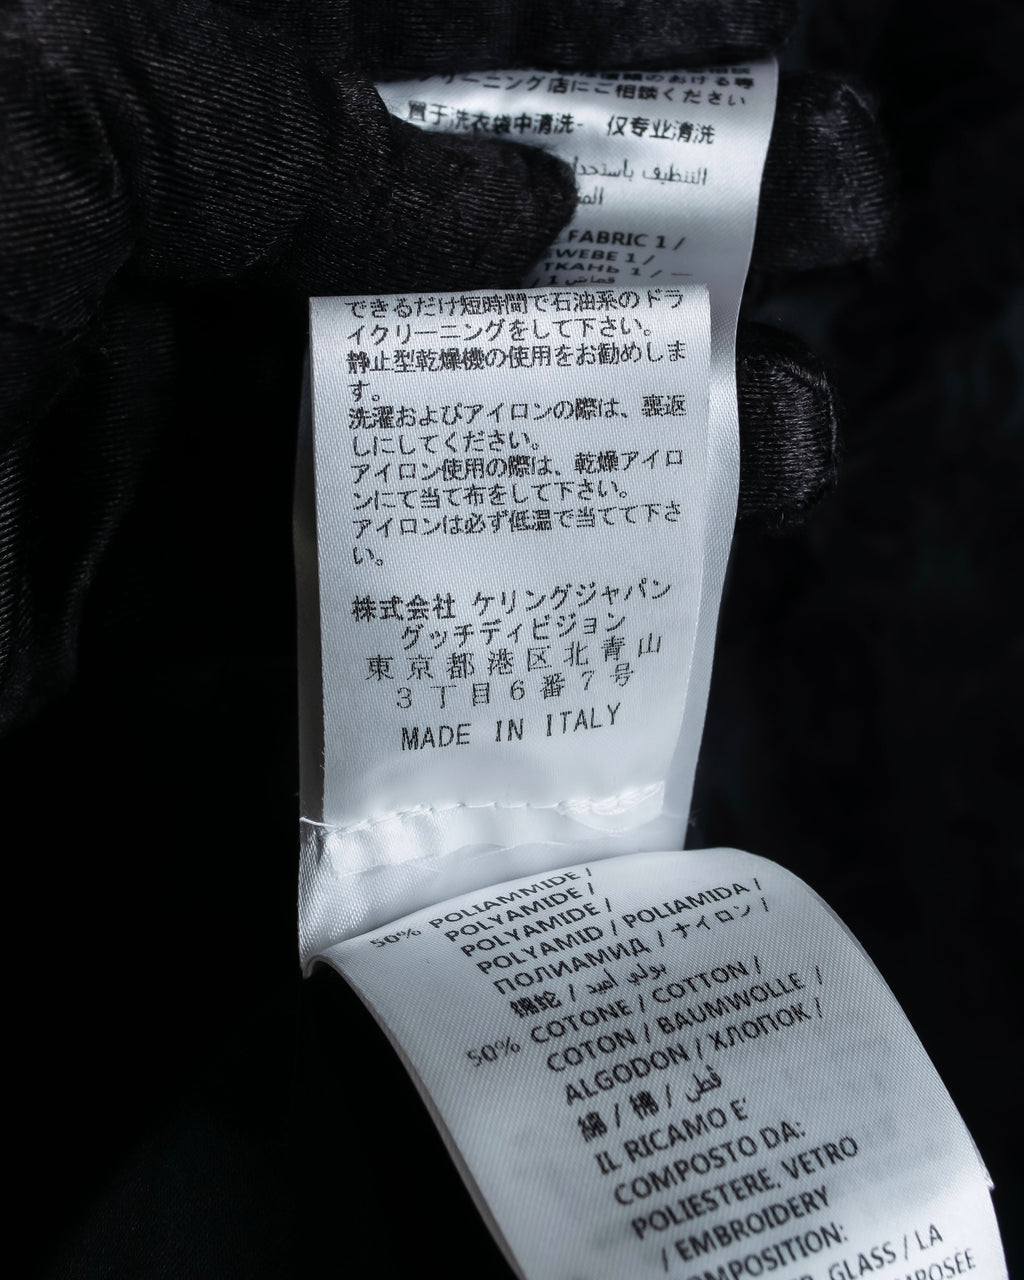 クリーニング店にご相談ください
置于洗衣袋中清洗- 仅专业清洗
التنظيف باستخدا
FABRIC 1 /
WEBE 1 /
ТКАНЬ 1 / —
قماش 1 /
できるだけ短時間で石油系のドラ
イクリーニングをして下さい。
静止型乾燥機の使用をお勧めしま
す。
洗濯およびアイロンの際は、裏返
しにしてください。
アイロン使用の際は、乾燥アイロ
ンにて当て布をして下さい。
アイロンは必ず低温で当てて下さ
い。
株式会社 ケリングジャパン
グッチディビジョン
東京都港区北青山
3丁目6番7号
MADE IN ITALY
50% POLIAMMIDE /
POLYAMIDE /
POLYAMIDE /
POLYAMID / POLIAMIDA /
ПОЛИАМИД / ナイロン /
锦纶 / بولي أميد
50% COTONE / COTTON /
COTON / BAUMWOLLE /
ALGODON / ХЛОПОК /
綿 / 棉 / قطن
IL RICAMO E'
COMPOSTO DA:
POLIESTERE, VETRO
/ EMBROIDERY
OMPOSITION:
GLASS / LA